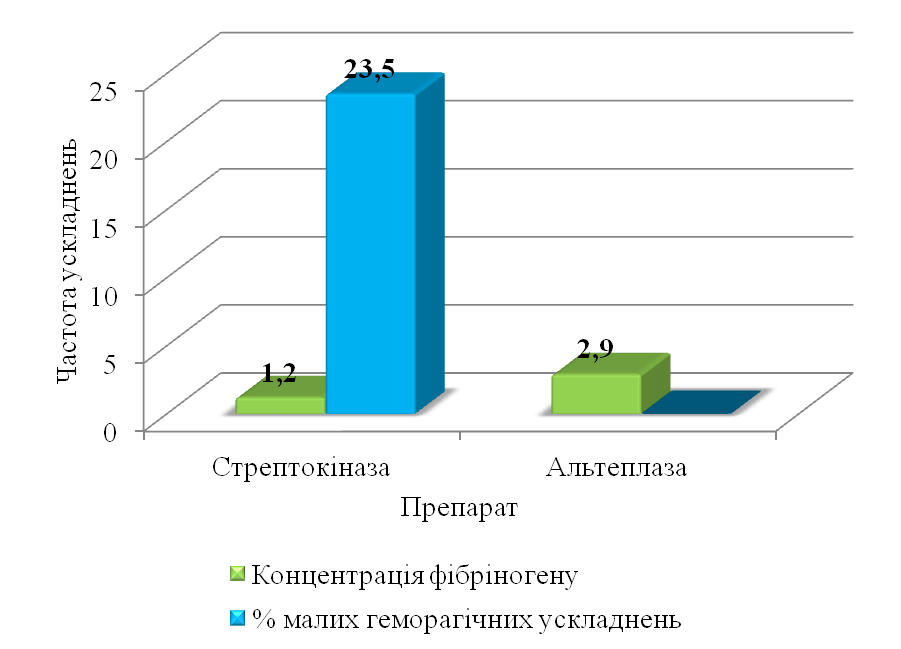 Частота ускладнень
25
20
15
10
5
0
1,2
23,5
2,9
Стрептокіназа
Альтеплаза
Препарат
Концентрація фібріногену
% малих геморагічних ускладнень